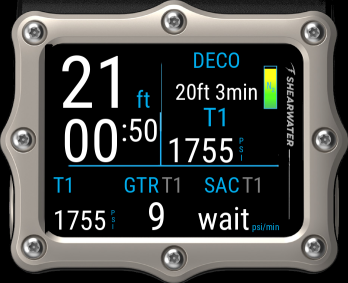 DECO
21 ft
20ft 3min
N₂
T1
00:50
1755 PSI
SHEARWATER
T1 GTR T1 SAC T1
1755 PSI 9 wait psi/min